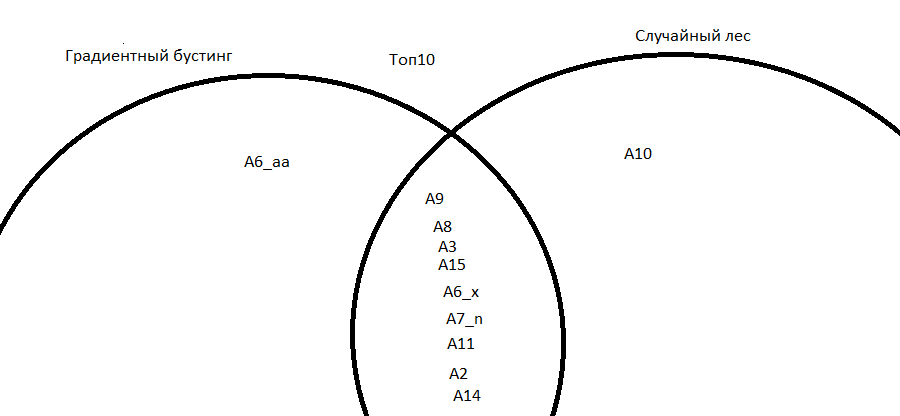 Градиентный бустинг
Топ10
Случайный лес
A6_aa
A10
A9
A8
A3
A15
A6_x
A7_n
A11
A2
A14